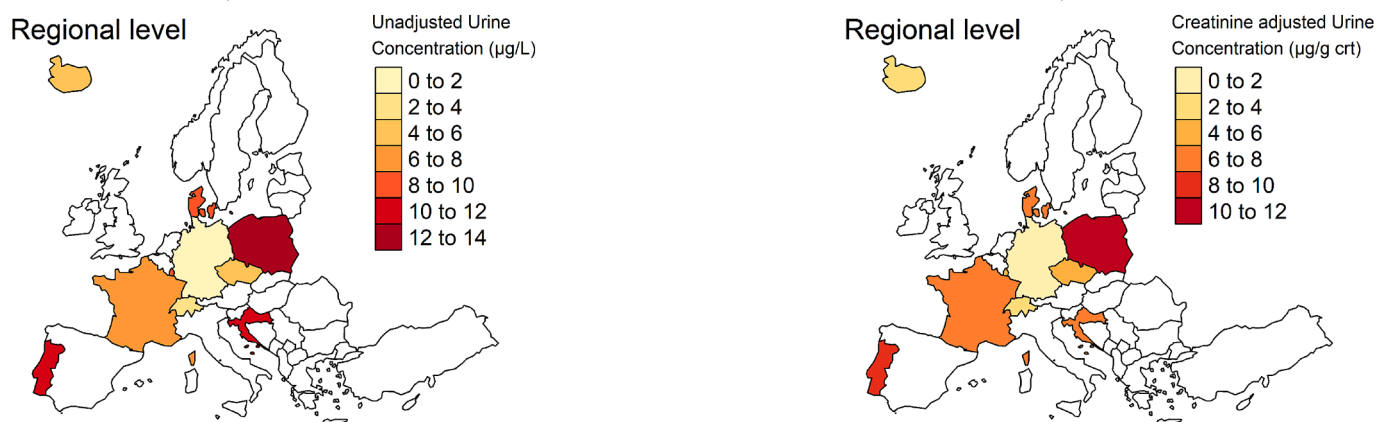 Regional level
Unadjusted Urine
Concentration (µg/L)
0 to 2
2 to 4
4 to 6
6 to 8
8 to 10
10 to 12
12 to 14
Regional level
Creatinine adjusted Urine
Concentration (µg/g crt)
0 to 2
2 to 4
4 to 6
6 to 8
8 to 10
10 to 12